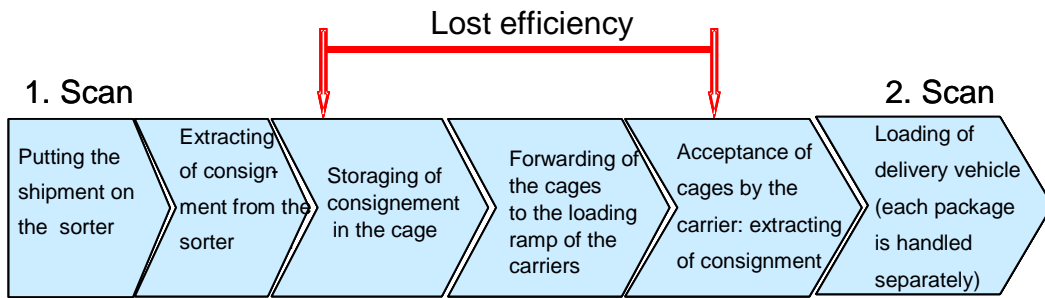 Lost efficiency
1. Scan
2. Scan
Putting the
shipment on
the sorter
Extracting
of consign-
ment from the
sorter
Storaging of
consignement
in the cage
Forwarding of
the cages
to the loading
ramp of the
carriers
Acceptance of
cages by the
carrier: extracting
of consignment
Loading of
delivery vehicle
(each package
is handled
separately)